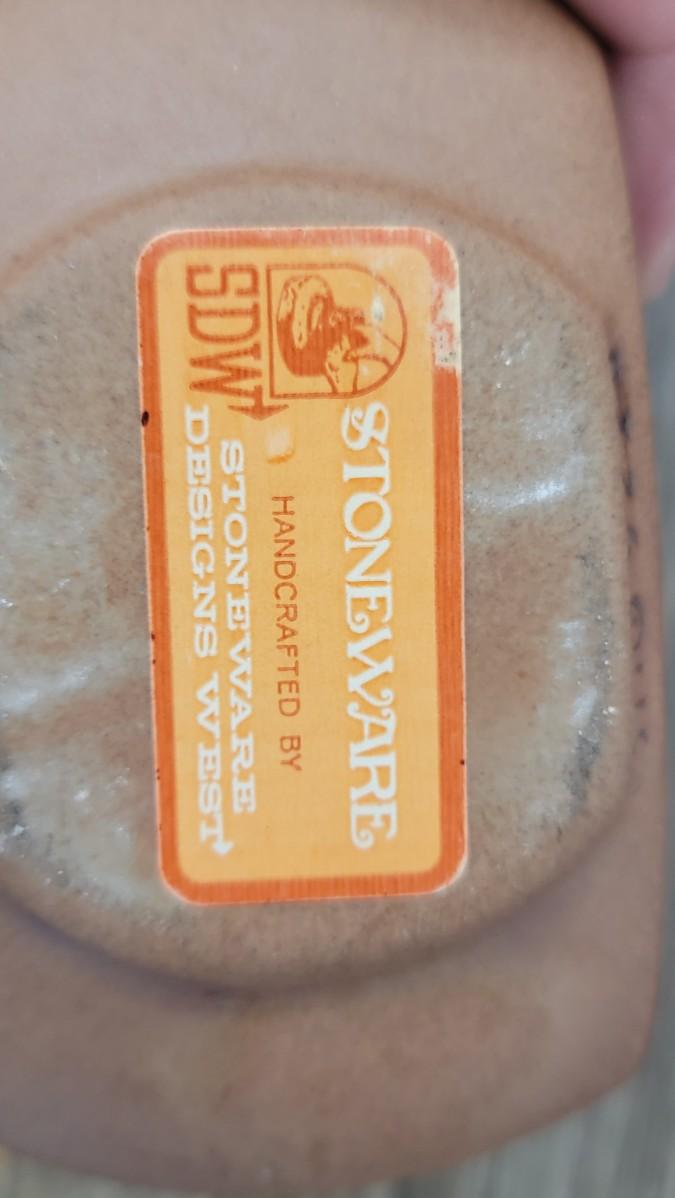 STONEWARE
HANDCRAFTED BY
SDW
STONEWARE
DESIGNS WEST